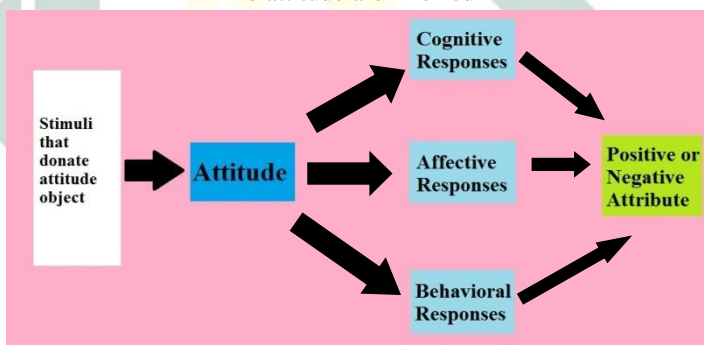 Cognitive
Responses
Stimuli
that
donate
attitude
object
Attitude
Affective
Responses
Positive or
Negative
Attribute
Behavioral
Responses